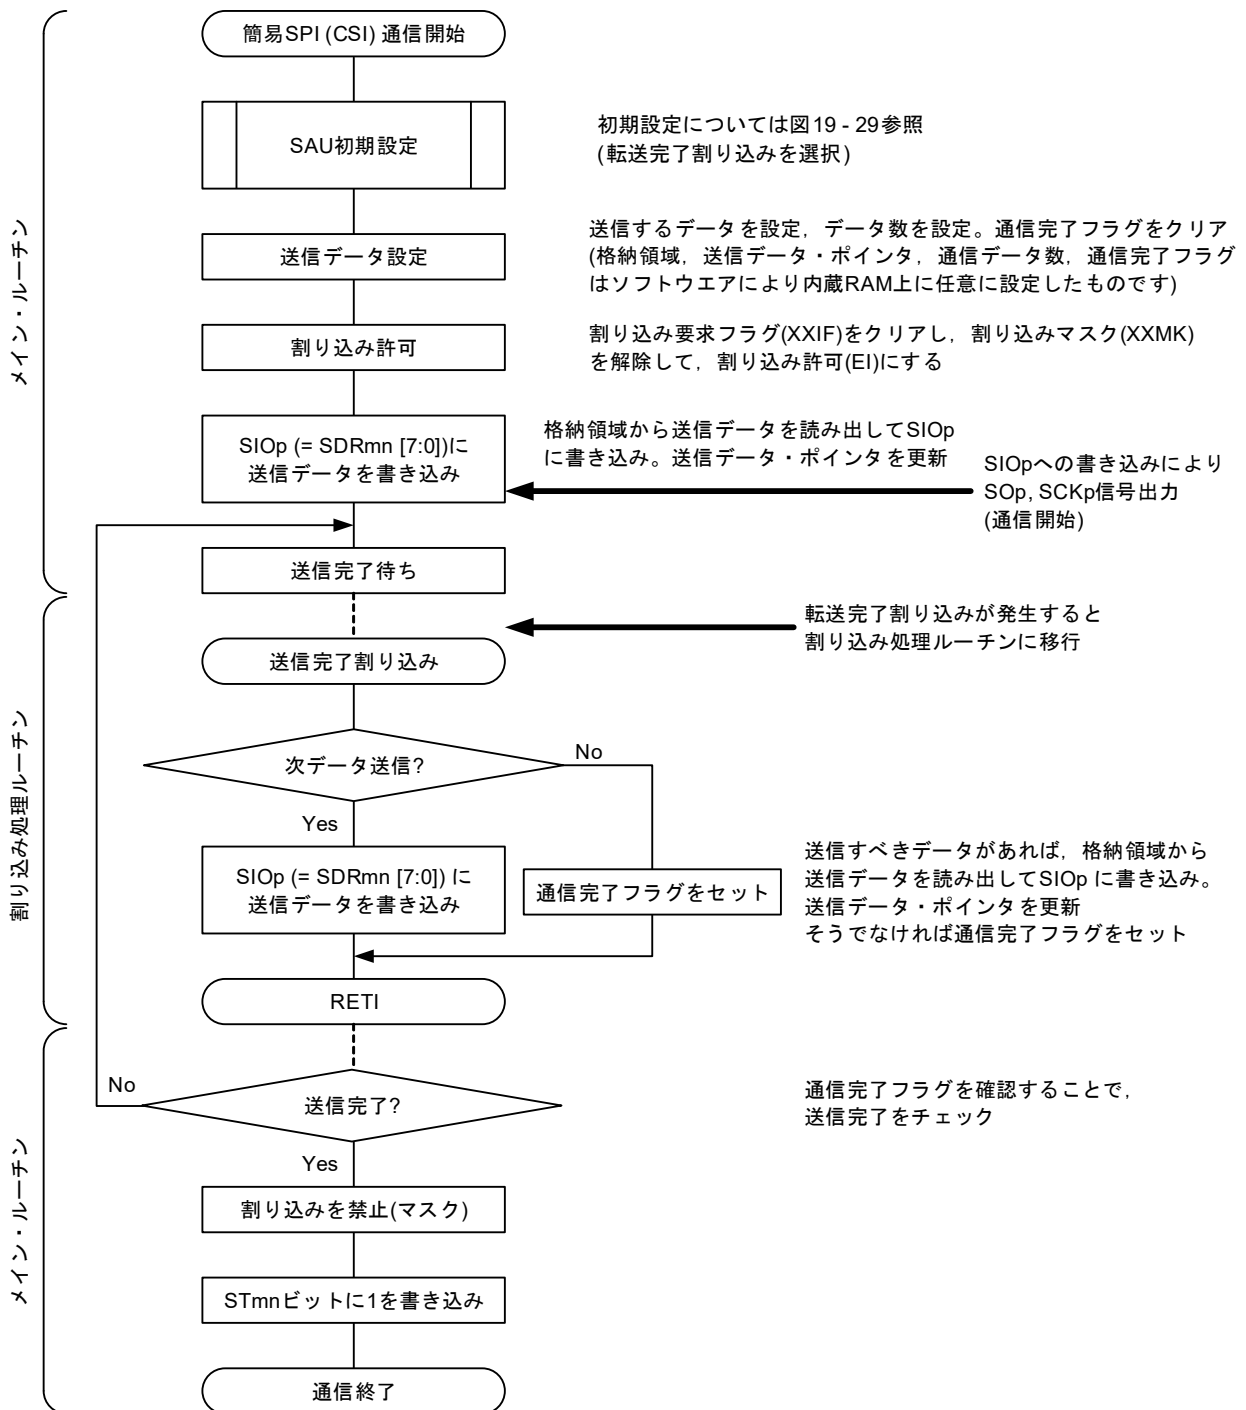 簡易SPI (CSI) 通信開始
SAU初期設定
初期設定については図19 - 29参照
(転送完了割り込みを選択)
メイン・ルーチン
送信データ設定
送信するデータを設定，データ数を設定。通信完了フラグをクリア
(格納領域，送信データ・ポインタ，通信データ数，通信完了フラグ
はソフトウエアにより内蔵RAM上に任意に設定したものです)
割り込み許可
割り込み要求フラグ(XXIF)をクリアし，割り込みマスク(XXMK)
を解除して，割り込み許可(EI)にする
SIOp (= SDRmn [7:0])に
送信データを書き込み
格納領域から送信データを読み出してSIOp
に書き込み。送信データ・ポインタを更新
SIOpへの書き込みにより
SOp, SCKp信号出力
(通信開始)
送信完了待ち
転送完了割り込みが発生すると
割り込み処理ルーチンに移行
送信完了割り込み
割り込み処理ルーチン
次データ送信?
No
Yes
SIOp (= SDRmn [7:0]) に
送信データを書き込み
通信完了フラグをセット
送信すべきデータがあれば，格納領域から
送信データを読み出してSIOp に書き込み。
送信データ・ポインタを更新
そうでなければ通信完了フラグをセット
RETI
メイン・ルーチン
No
送信完了?
通信完了フラグを確認することで，
送信完了をチェック
Yes
割り込みを禁止(マスク)
STmnビットに1を書き込み
通信終了